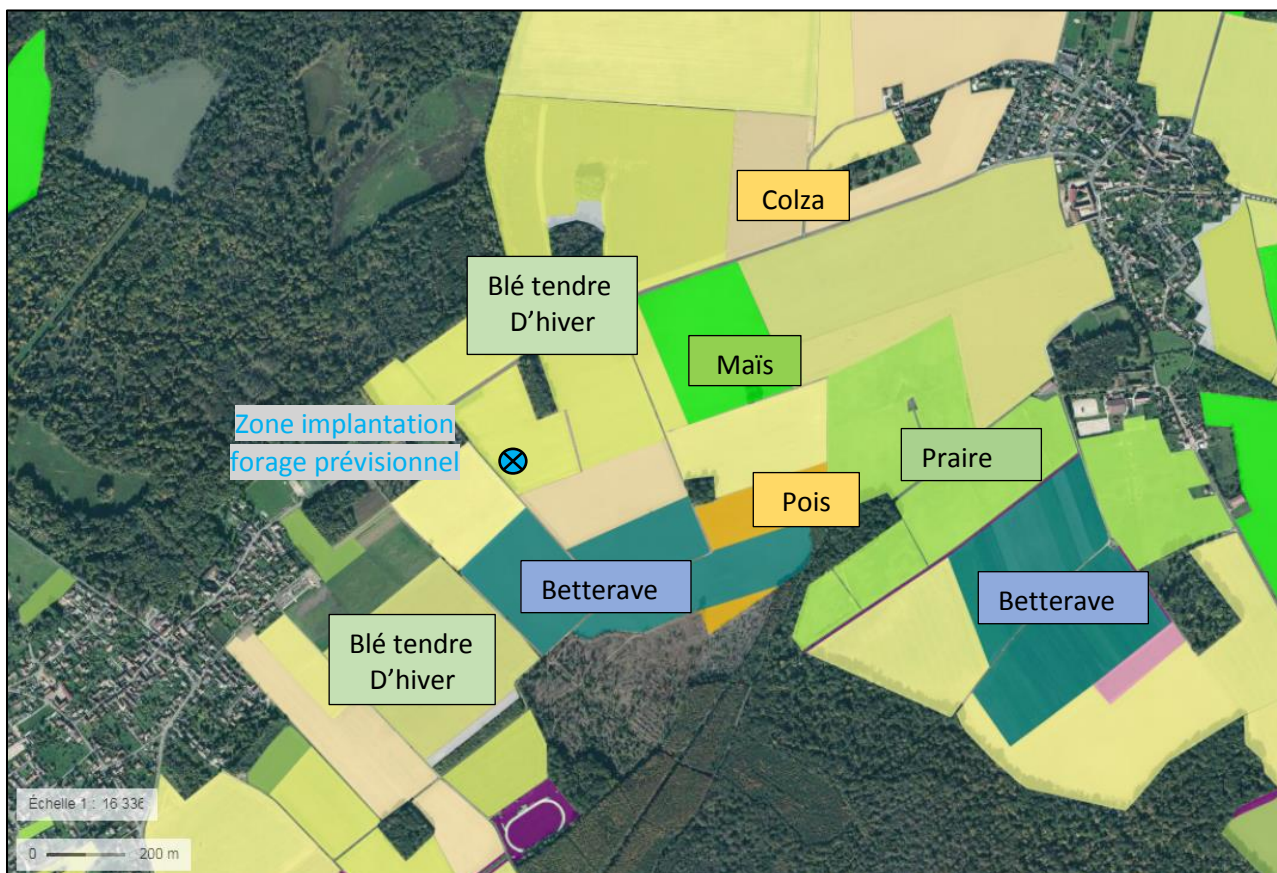 Colza
Blé tendre
D'hiver
Maïs
Zone implantation
forage prévisionnel
Praire
Pois
Betterave
Betterave
Blé tendre
D'hiver
Échelle 1 : 16 336
0 200 m